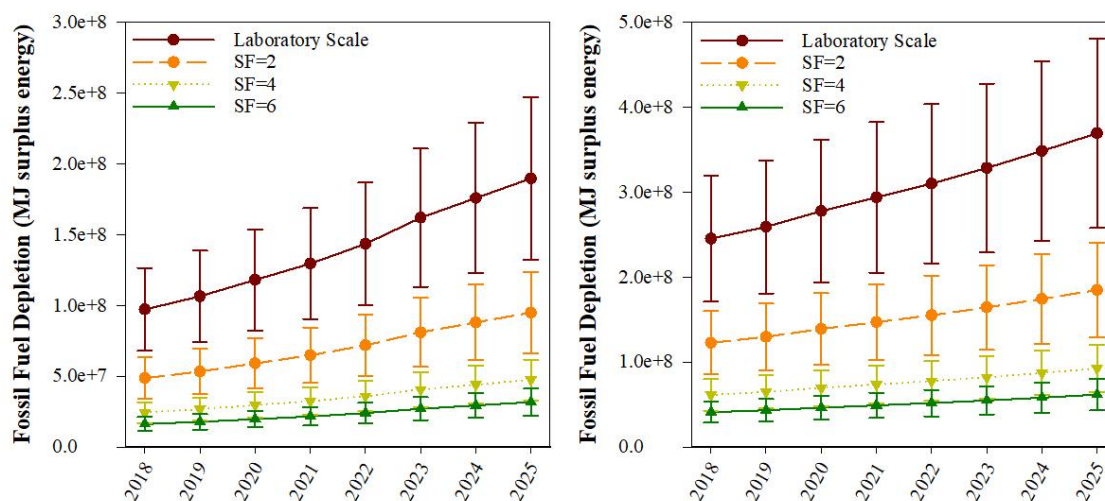 Fossil Fuel Depletion (MJ surplus energy)
3.0e+8
2.5e+8
2.0e+8
1.5e+8
1.0e+8
5.0e+7
0.0
Laboratory Scale
SF=2
SF=4
SF=6
2018
2019
2020
2021
2022
2023
2024
2025
Fossil Fuel Depletion (MJ surplus energy)
5.0e+8
4.0e+8
3.0e+8
2.0e+8
1.0e+8
0.0
Laboratory Scale
SF=2
SF=4
SF=6
2018
2019
2020
2021
2022
2023
2024
2025